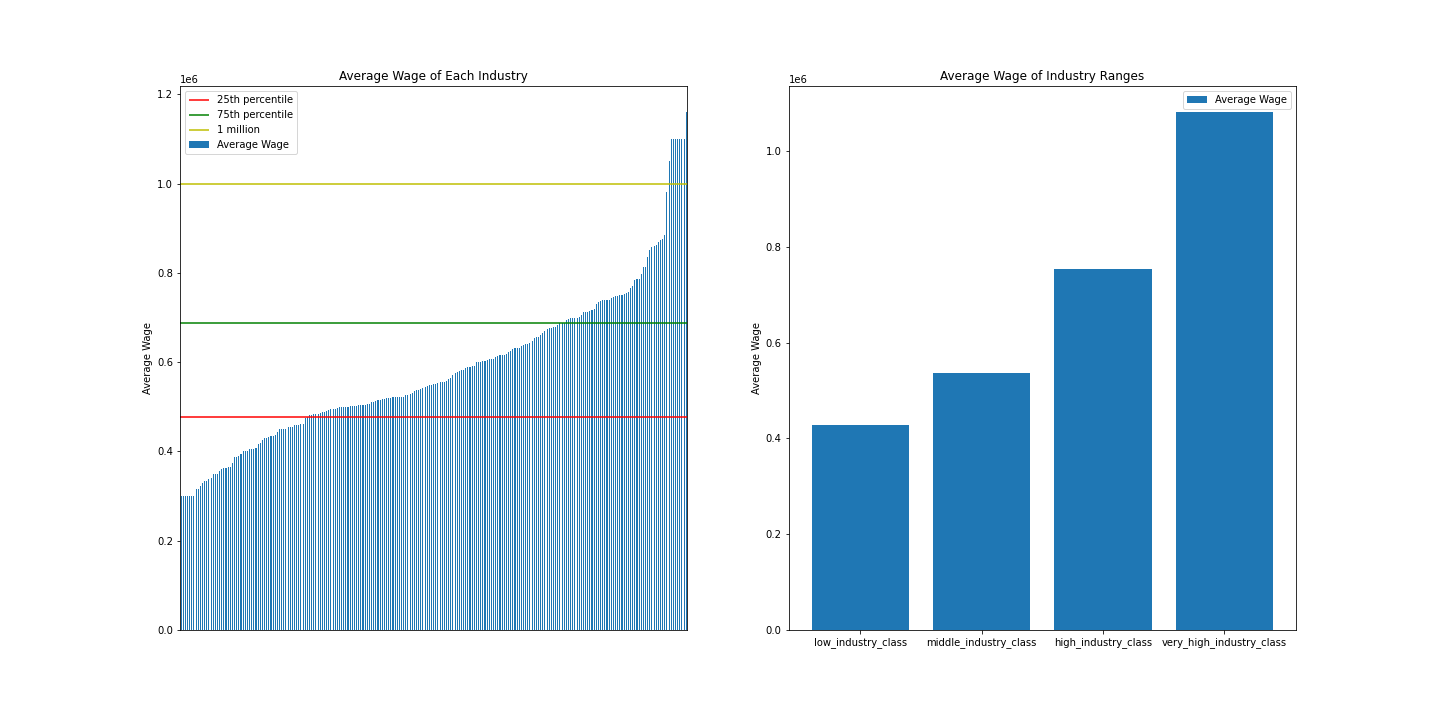 Average Wage of Each Industry
1e6
25th percentile
75th percentile
1 million
Average Wage
1.2
1.0
0.8
0.6
0.4
0.2
0.0
Average Wage
Average Wage of Industry Ranges
1e6
Average Wage
1.0
0.8
0.6
0.4
0.2
0.0
Average Wage
low_industry_class middle_industry_class high_industry_class very_high_industry_class